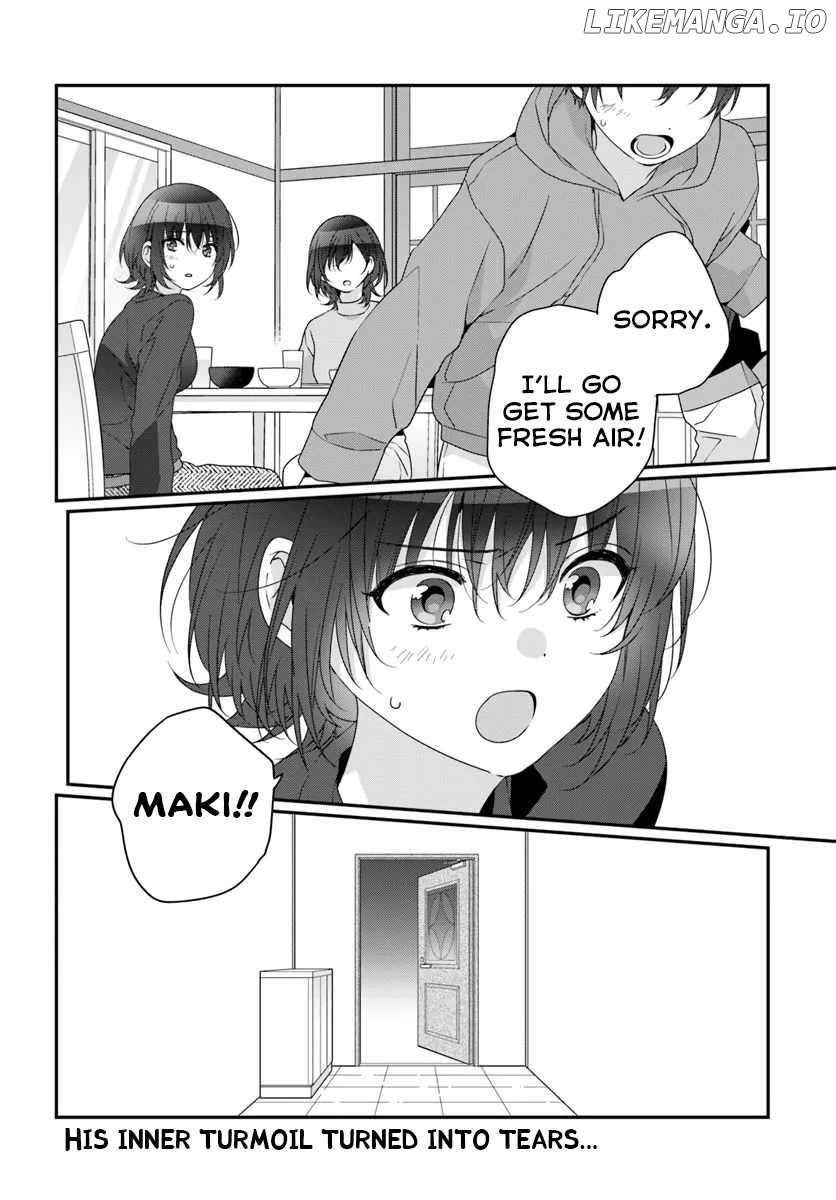 LIKEMANGA.IO
SORRY.
I'LL GO
GET SOME
FRESH AIR!
MAKI!!
HIS INNER TURMOIL TURNED INTO TEARS...